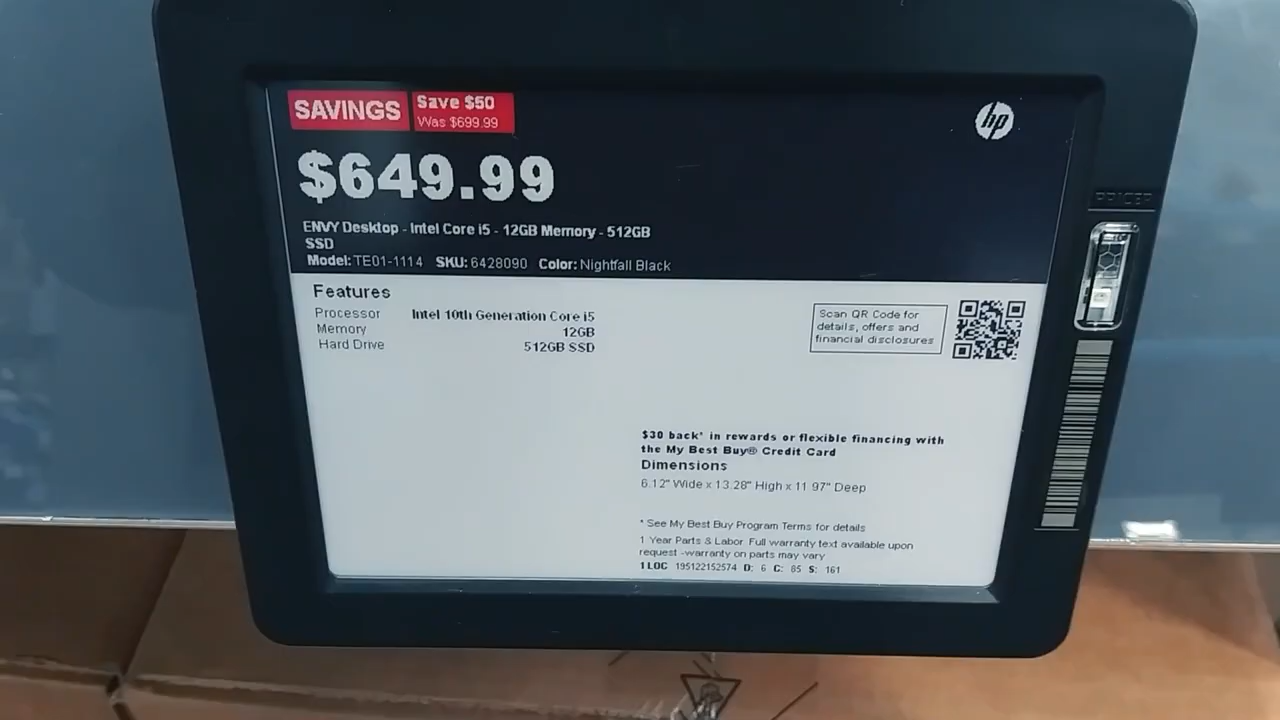 SAVINGS
Save $50
Was $699.99
hp
$649.99
PRICER
ENVY Desktop - Intel Core i5 - 12GB Memory - 512GB
SSD
Model: TE01-1114 SKU: 6428090 Color: Nightfall Black
Features
Processor Intel 10th Generation Core i5
Memory 12GB
Hard Drive 512GB SSD
Scan QR Code for
details, offers and
financial disclosures
$30 back* in rewards or flexible financing with
the My Best Buy® Credit Card
Dimensions
6.12" Wide x 13.28" High x 11.97" Deep
* See My Best Buy Program Terms for details
1 Year Parts & Labor. Full warranty text available upon
request -warranty on parts may vary
1 LOC 195122152574 D: 6 C: 85 S: 161